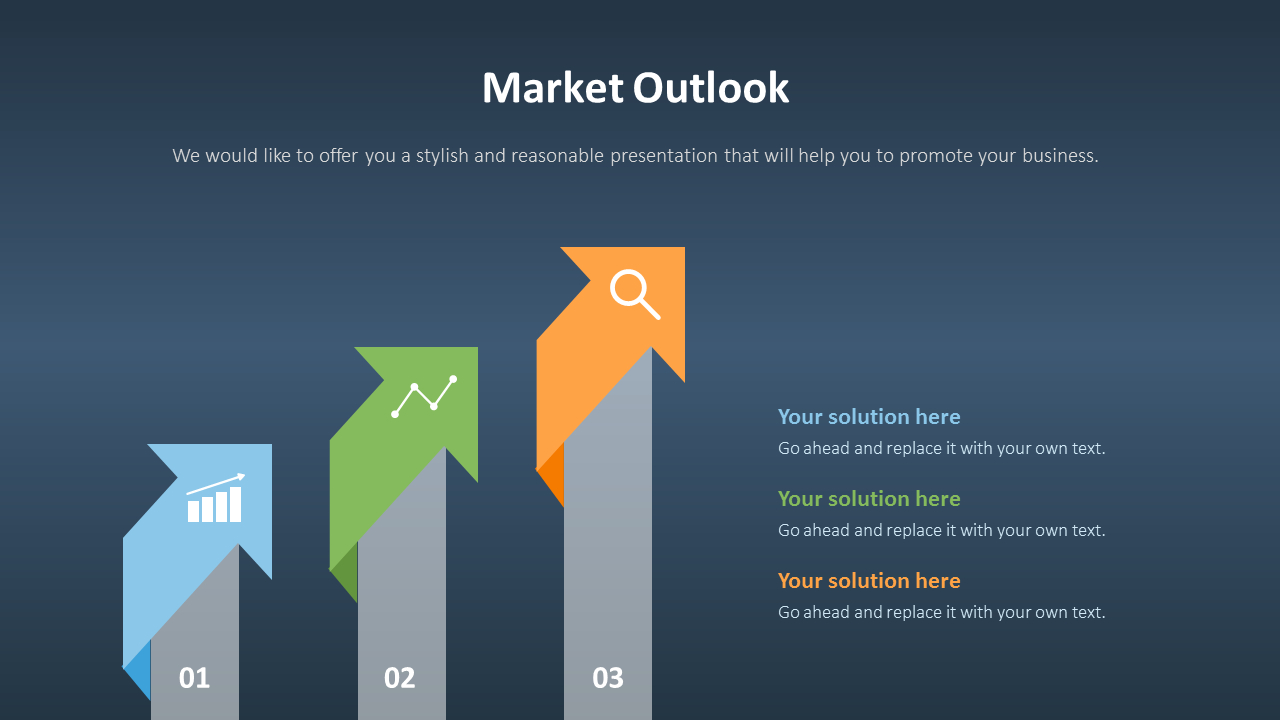 Market Outlook
We would like to offer you a stylish and reasonable presentation that will help you to promote your business.
Your solution here
Go ahead and replace it with your own text.
Your solution here
Go ahead and replace it with your own text.
Your solution here
Go ahead and replace it with your own text.
01
02
03